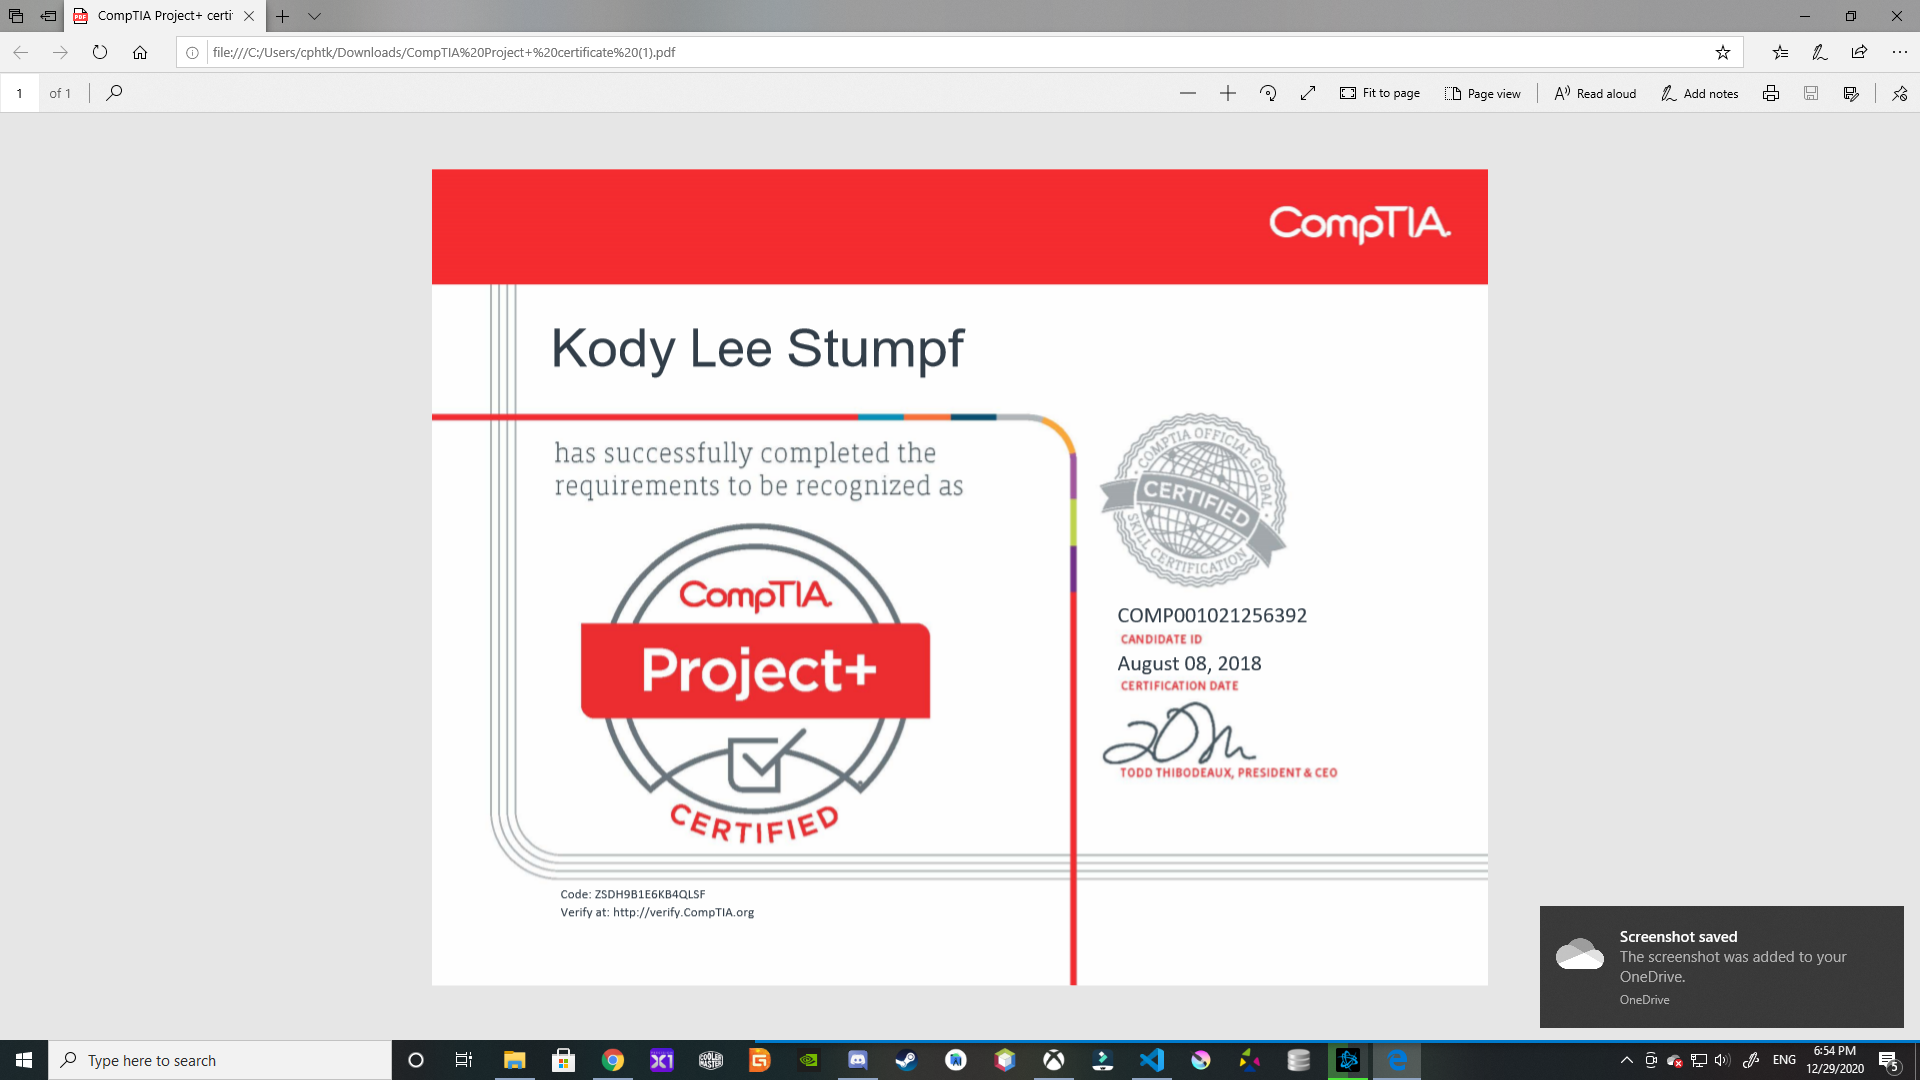 CompTIA Project+ certi
file:///C:/Users/cphtk/Downloads/CompTIA%20Project+%20certificate%20(1).pdf
1 of 1
Fit to page
Page view
Read aloud
Add notes
CompTIA.
Kody Lee Stumpf
has successfully completed the
requirements to be recognized as
CompTIA.
Project+
CERTIFIED
COMPTIA OFFICIAL GLOBAL
CERTIFIED
SKILL CERTIFICATION
COMP001021256392
CANDIDATE ID
August 08, 2018
CERTIFICATION DATE
TODD THIBODEAUX, PRESIDENT & CEO
Code: ZSDH9B1E6KB4QLSF
Verify at: http://verify.CompTIA.org
Screenshot saved
The screenshot was added to your
OneDrive.
OneDrive
Type here to search
X1
COOLER
MASTER
ENG
6:54 PM
12/29/2020
5